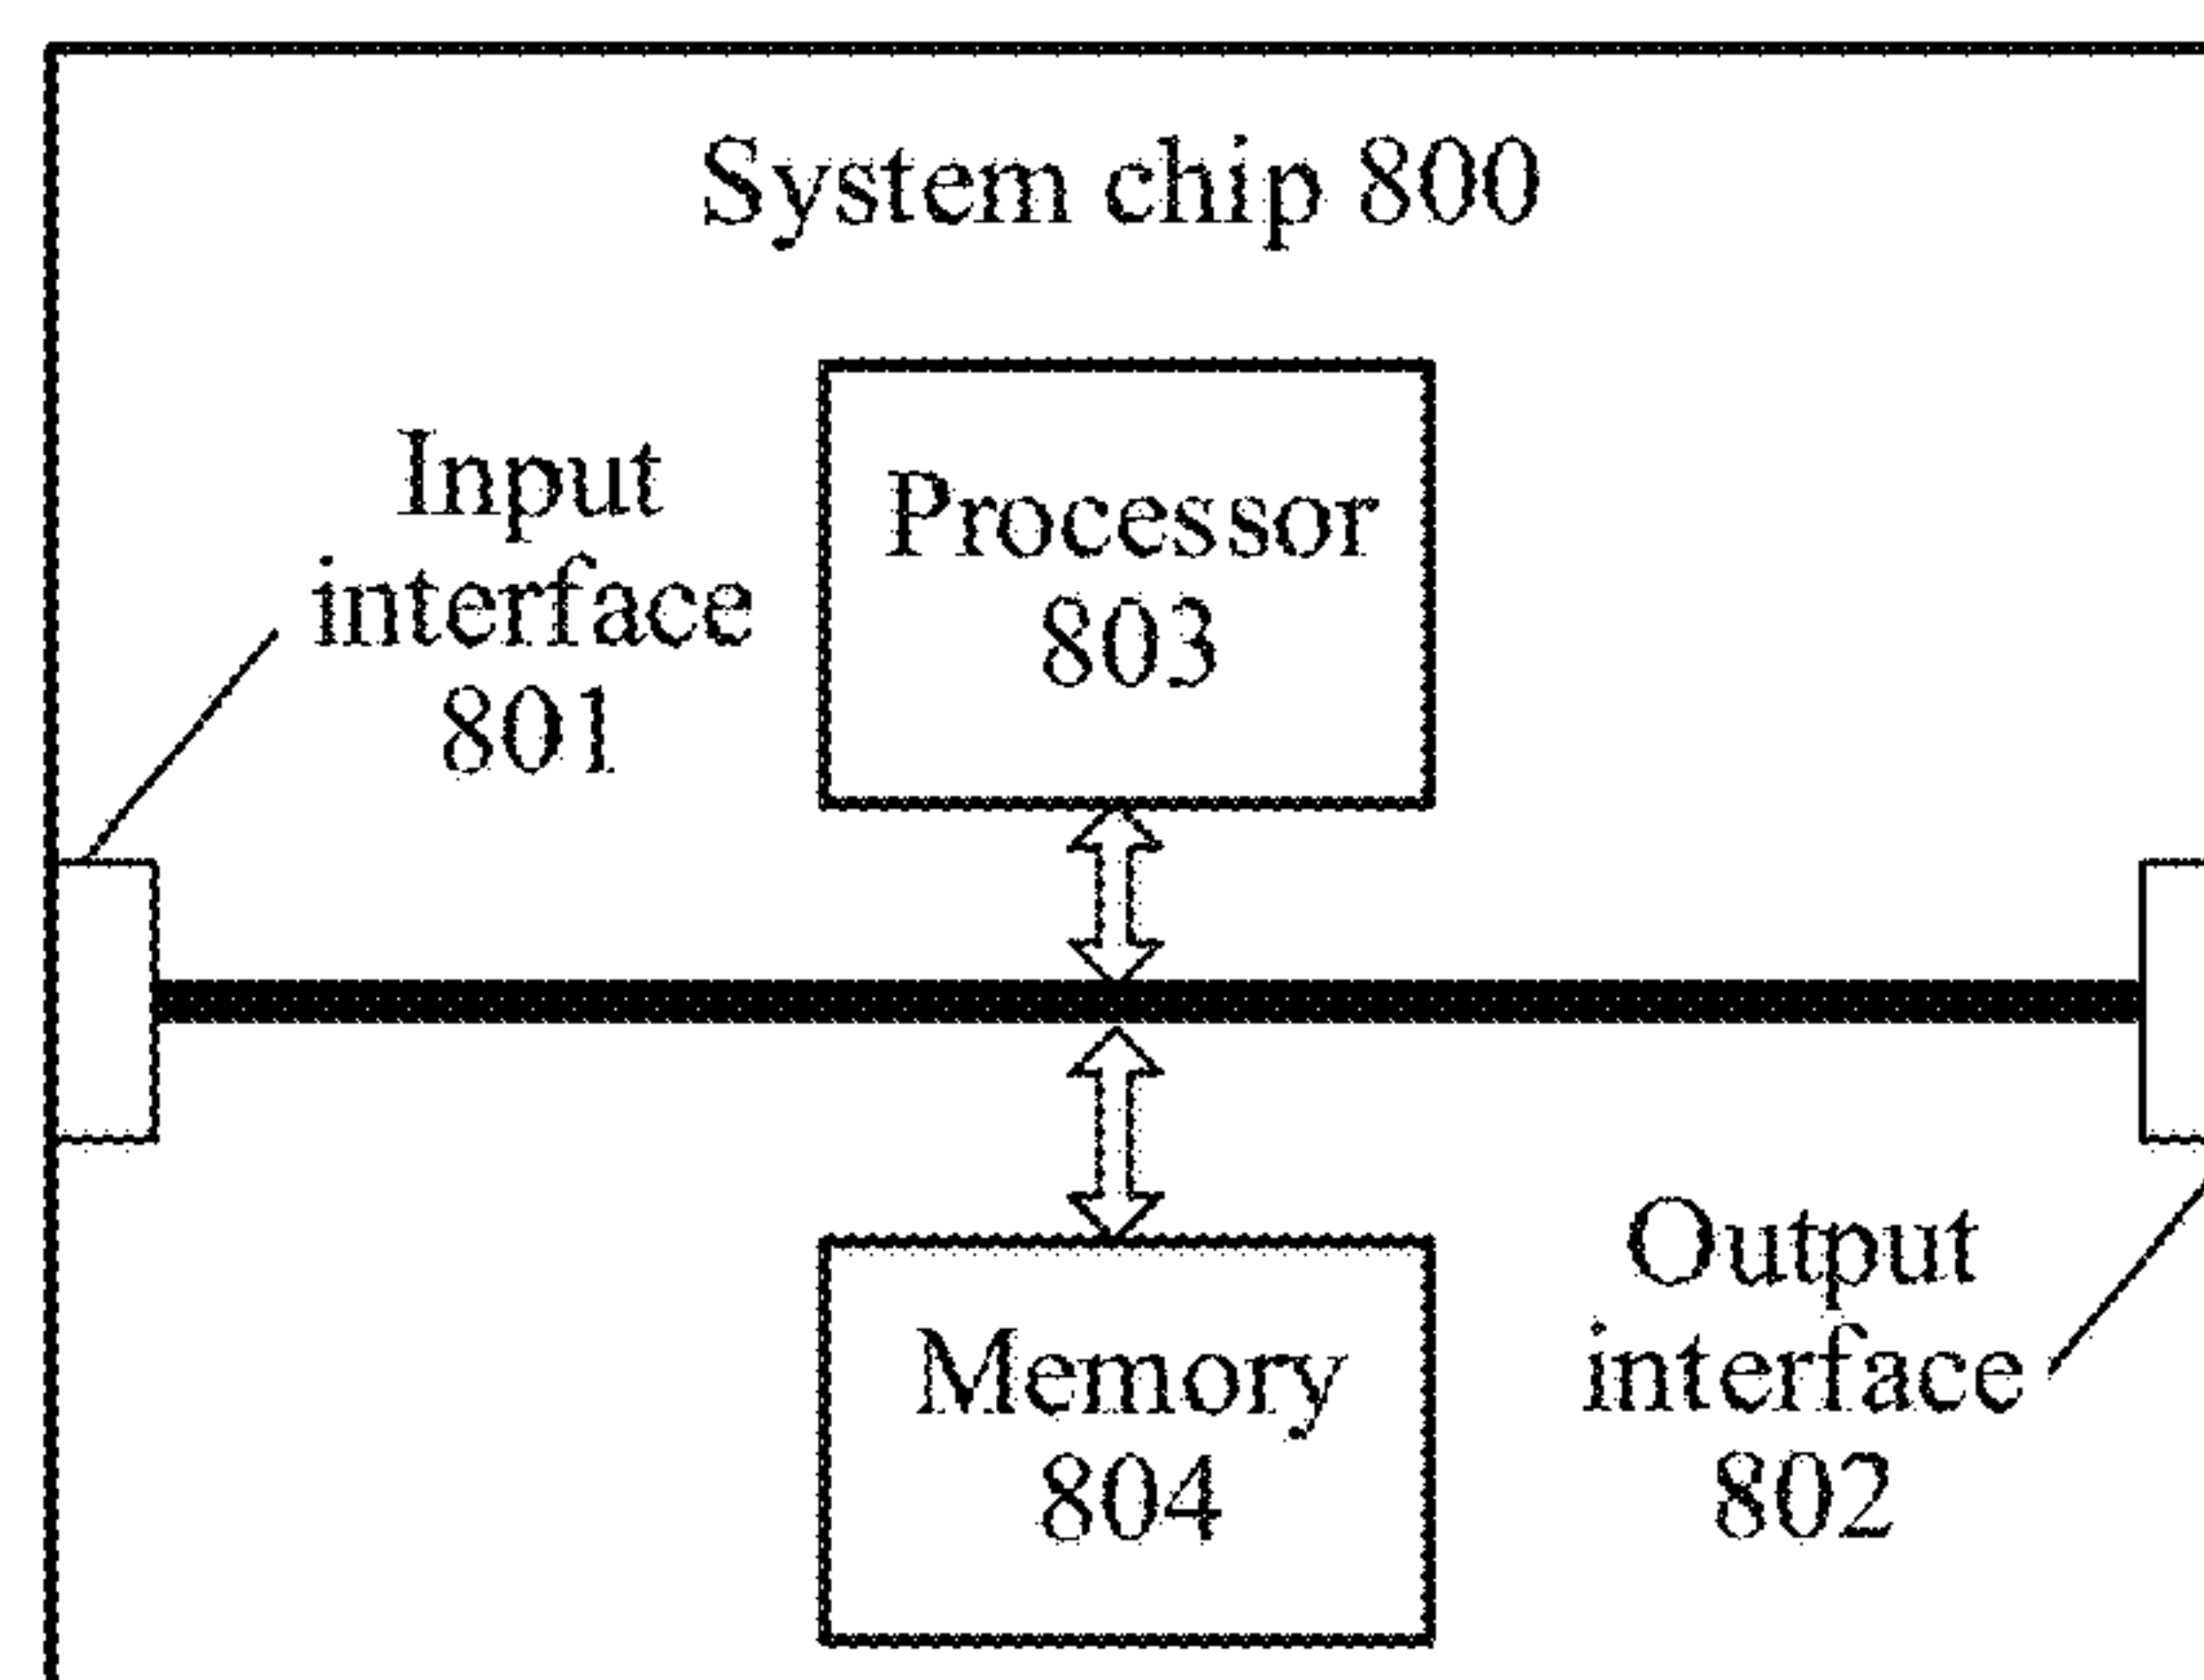 System chip 800
Input
interface
801
Processor
803
Memory
804
Output
interface
802